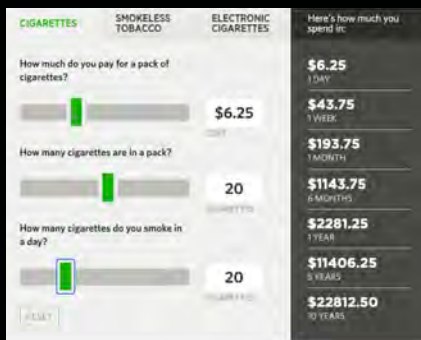 CIGARETTES
SMOKELESS
TOBACCO
ELECTRONIC
CIGARETTES
How much do you pay for a pack of
cigarettes?
$6.25
COST
How many cigarettes are in a pack?
20
CIGARETTES
How many cigarettes do you smoke in
a day?
20
CIGARETTES
RESET
Here's how much you
spend in:
$6.25
1 DAY
$43.75
1 WEEK
$193.75
1 MONTH
$1143.75
6 MONTHS
$2281.25
1 YEAR
$11406.25
5 YEARS
$22812.50
10 YEARS